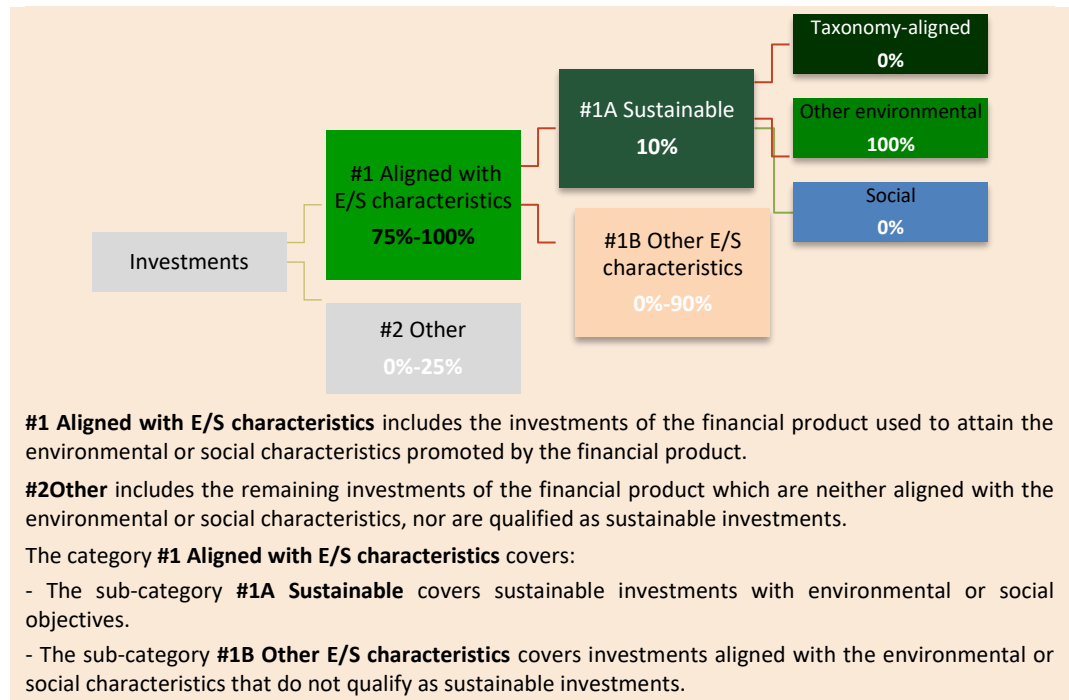 Taxonomy-aligned
0%
#1A Sustainable
10%
Other environmental
100%
#1 Aligned with
E/S characteristics
75%-100%
Social
0%
#1B Other E/S
characteristics
0%-90%
Investments
#2 Other
0%-25%
#1 Aligned with E/S characteristics includes the investments of the financial product used to attain the
environmental or social characteristics promoted by the financial product.
#2Other includes the remaining investments of the financial product which are neither aligned with the
environmental or social characteristics, nor are qualified as sustainable investments.
The category #1 Aligned with E/S characteristics covers:
- The sub-category #1A Sustainable covers sustainable investments with environmental or social
objectives.
- The sub-category #1B Other E/S characteristics covers investments aligned with the environmental or
social characteristics that do not qualify as sustainable investments.